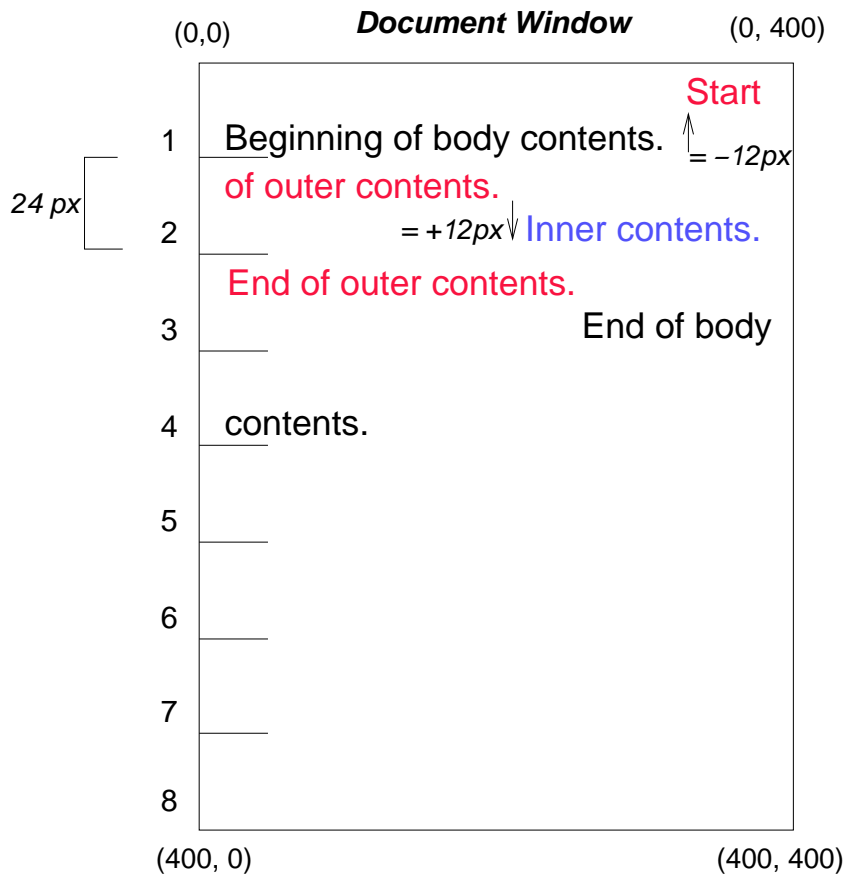 Document Window
(0,0)
(0, 400)
Start
1
Beginning of body contents.
= −12px
of outer contents.
24 px
2
= +12px
Inner contents.
End of outer contents.
3
End of body
4
contents.
5
6
7
8
(400, 0)
(400, 400)